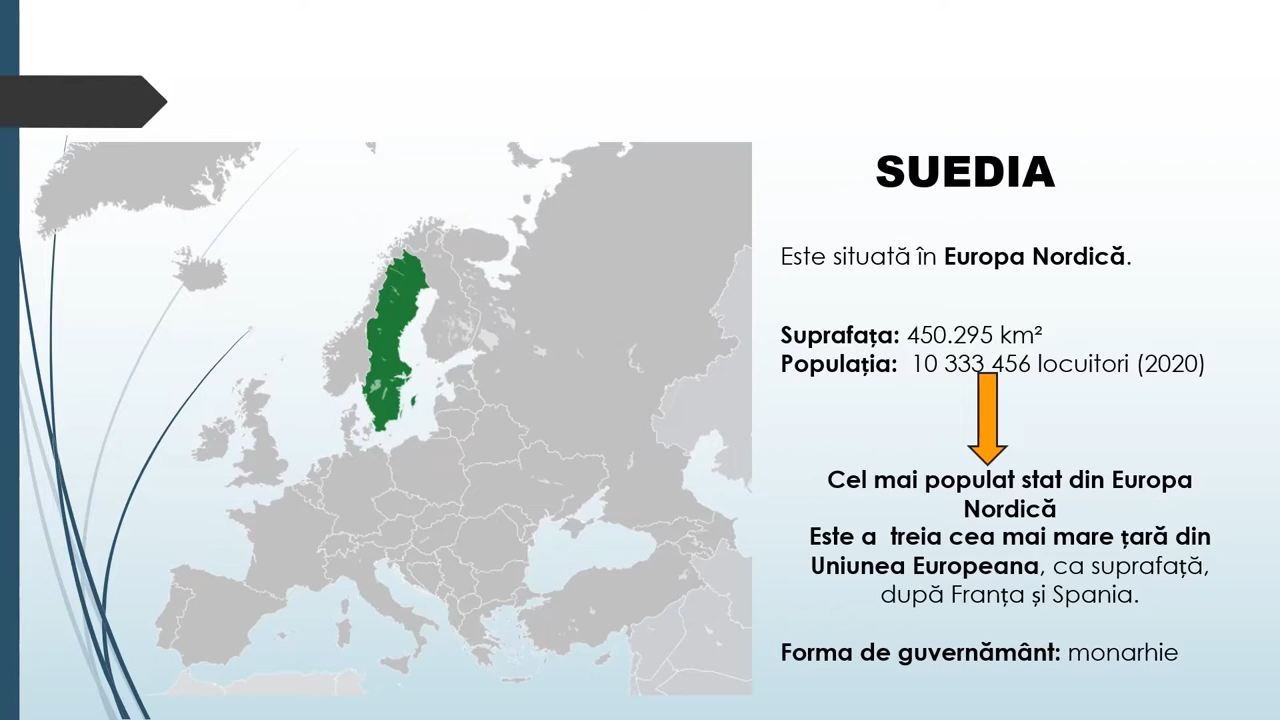 SUEDIA
Este situată în Europa Nordică.
Suprafața: 450.295 km²
Populația: 10 333 456 locuitori (2020)
Cel mai populat stat din Europa
Nordică
Este a treia cea mai mare țară din
Uniunea Europeana, ca suprafață,
după Franța și Spania.
Forma de guvernământ: monarhie